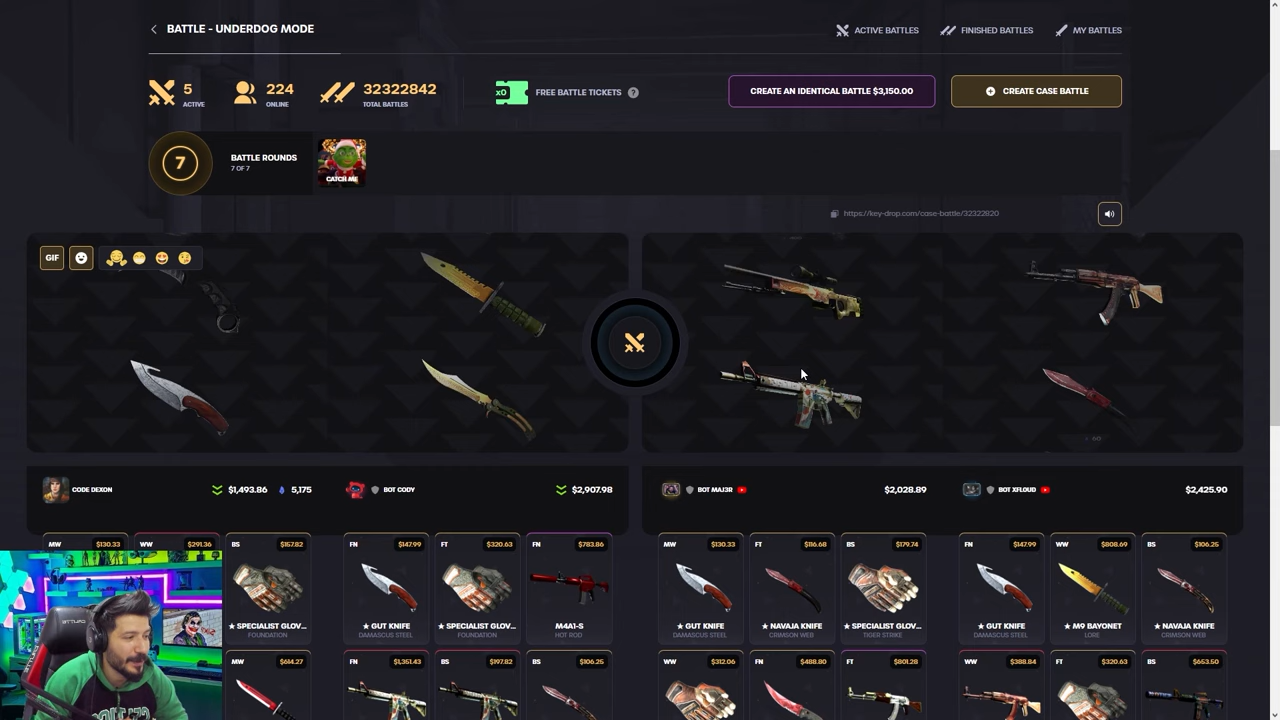 BATTLE - UNDERDOG MODE
ACTIVE BATTLES
FINISHED BATTLES
MY BATTLES
5
ACTIVE
224
ONLINE
32322842
TOTAL BATTLES
x0
FREE BATTLE TICKETS ?
CREATE AN IDENTICAL BATTLE $3,150.00
CREATE CASE BATTLE
7
BATTLE ROUNDS
7 OF 7
CATCH ME
https://key-drop.com/case-battle/32322820
GIF
CODE DEXON
$1,493.86
5,175
BOT CODY
$2,907.98
BOT MAJ3R
$2,028.89
BOT XFLOUD
$2,425.90
MW $130.33
WW $291.36
BS $157.82
FN $147.99
FT $320.63
FN $783.86
MW $130.33
FT $116.68
BS $179.74
FN $147.99
WW $808.69
BS $106.25
★ SPECIALIST GLOV...
FOUNDATION
★ GUT KNIFE
DAMASCUS STEEL
★ SPECIALIST GLOV...
FOUNDATION
M4A1-S
HOT ROD
★ GUT KNIFE
DAMASCUS STEEL
★ NAVAJA KNIFE
CRIMSON WEB
★ SPECIALIST GLOV...
TIGER STRIKE
★ GUT KNIFE
DAMASCUS STEEL
★ M9 BAYONET
LORE
★ NAVAJA KNIFE
CRIMSON WEB
MW $614.27
FN $1,351.43
BS $197.82
BS $106.25
WW $312.06
FN $488.80
FT $801.28
WW $388.84
FT $320.63
BS $653.50